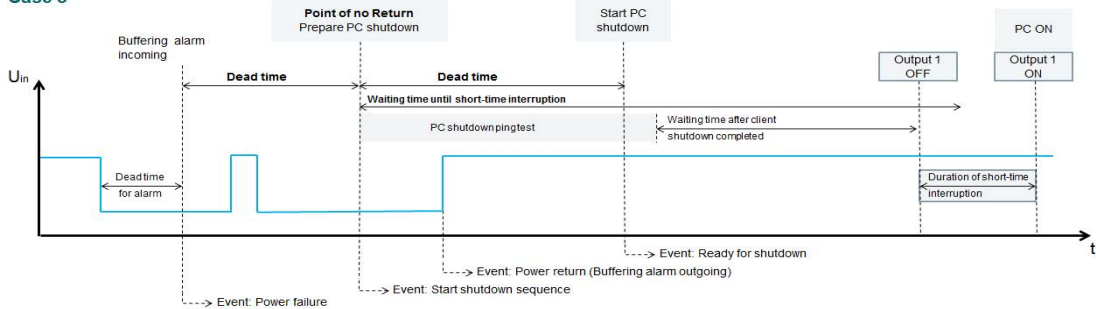 Point of no Return
Prepare PC shutdown
Start PC
shutdown
PC ON
Buffering alarm
incoming
Output 1
OFF
Output 1
ON
Uin
Dead time
Dead time
Waiting time until short-time interruption
PC shutdown ping test
Waiting time after client
shutdown completed
Dead time
for alarm
Duration of short-time
interruption
t
Event: Ready for shutdown
Event: Power return (Buffering alarm outgoing)
Event: Start shutdown sequence
Event: Power failure